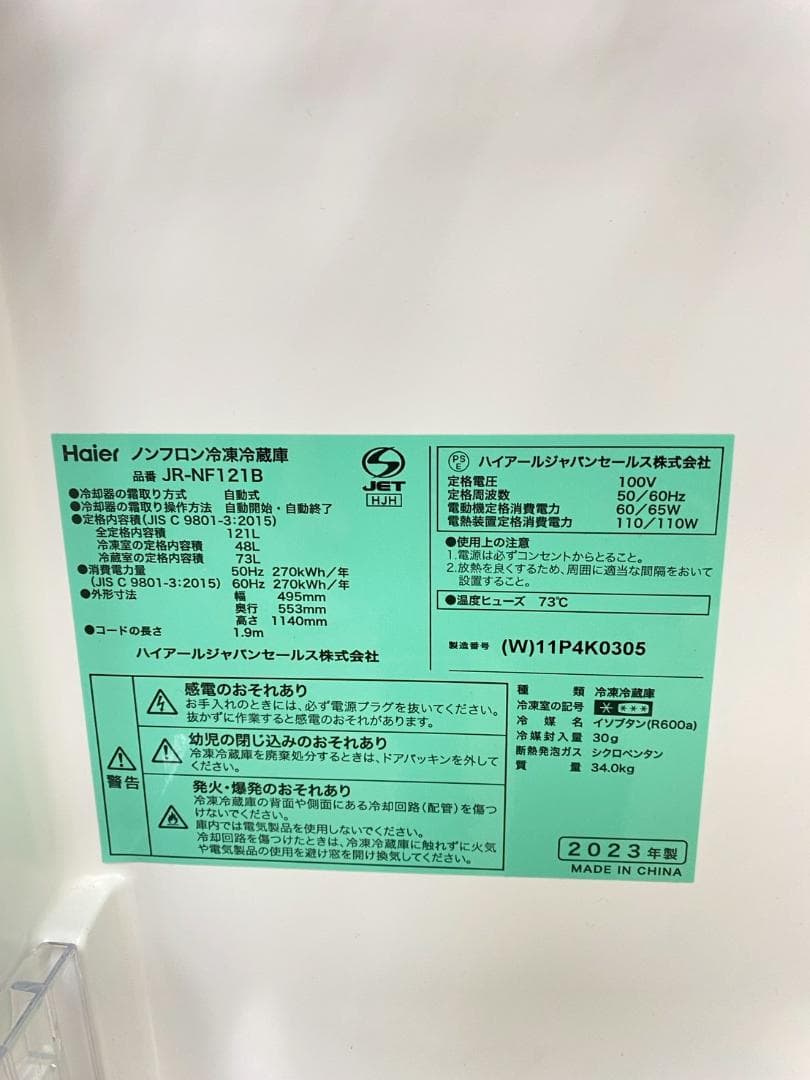 Haier ノンフロン冷凍冷蔵庫
品番 JR-NF121B
●冷却器の霜取り方式 自動式
●冷却器の霜取り操作方法 自動開始・自動終了
●定格内容積(JIS C 9801-3:2015)
全定格内容積 121L
冷凍室の定格内容積 48L
冷蔵室の定格内容積 73L
●消費電力量 50Hz 270kWh/年
(JIS C 9801-3:2015) 60Hz 270kWh/年
●外形寸法 幅 495mm
奥行 553mm
高さ 1140mm
●コードの長さ 1.9m
ハイアールジャパンセールス株式会社
JET
HJH
PSE ハイアールジャパンセールス株式会社
定格電圧 100V
定格周波数 50/60Hz
電動機定格消費電力 60/65W
電熱装置定格消費電力 110/110W
●使用上の注意
1.電源は必ずコンセントからとること。
2.放熱を良くするため、周囲に適当な間隔をおいて
設置すること。
●温度ヒューズ 73℃
製造番号 (W)11P4K0305
警告
感電のおそれあり
お手入れのときには、必ず電源プラグを抜いてください。
抜かずに作業すると感電のおそれがあります。
幼児の閉じ込みのおそれあり
冷凍冷蔵庫を廃棄処分するときは、ドアパッキンを外して
ください。
発火・爆発のおそれあり
冷凍冷蔵庫の背面や側面にある冷却回路(配管)を傷つ
けないでください。
庫内では電気製品を使用しないでください。
冷却回路を傷つけたときは、冷凍冷蔵庫に触れずに火気
や電気製品の使用を避け窓を開け換気してください。
種類 冷凍冷蔵庫
冷凍室の記号 * ***
冷媒名 イソブタン(R600a)
冷媒封入量 30g
断熱発泡ガス シクロペンタン
質量 34.0kg
2023年製
MADE IN CHINA